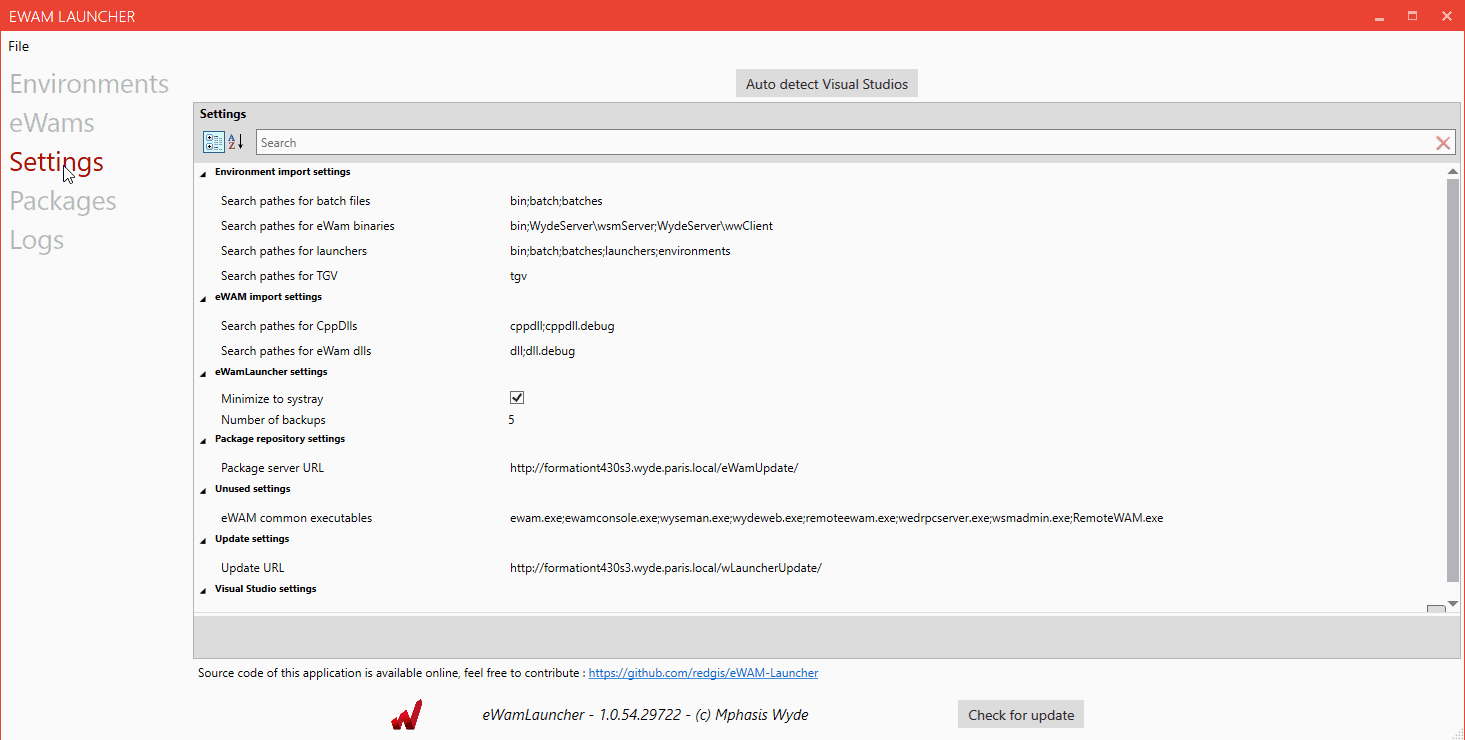 EWAM LAUNCHER
File
Environments
eWams
Settings
Packages
Logs
Auto detect Visual Studios
Settings
A
Z
Search
Environment import settings
Search pathes for batch files bin;batch;batches
Search pathes for eWam binaries bin;WydeServer\wsmServer;WydeServer\wwClient
Search pathes for launchers bin;batch;batches;launchers;environments
Search pathes for TGV tgv
eWAM import settings
Search pathes for CppDlls cppdll;cppdll.debug
Search pathes for eWam dlls dll;dll.debug
eWamLauncher settings
Minimize to systray
Number of backups 5
Package repository settings
Package server URL http://formationt430s3.wyde.paris.local/eWamUpdate/
Unused settings
eWAM common executables ewam.exe;ewamconsole.exe;wyseman.exe;wydeweb.exe;remoteewam.exe;wedrpcserver.exe;wsmadmin.exe;RemoteWAM.exe
Update settings
Update URL http://formationt430s3.wyde.paris.local/wLauncherUpdate/
Visual Studio settings
Source code of this application is available online, feel free to contribute : https://github.com/redgis/eWAM-Launcher
eWamLauncher - 1.0.54.29722 - (c) Mphasis Wyde
Check for update